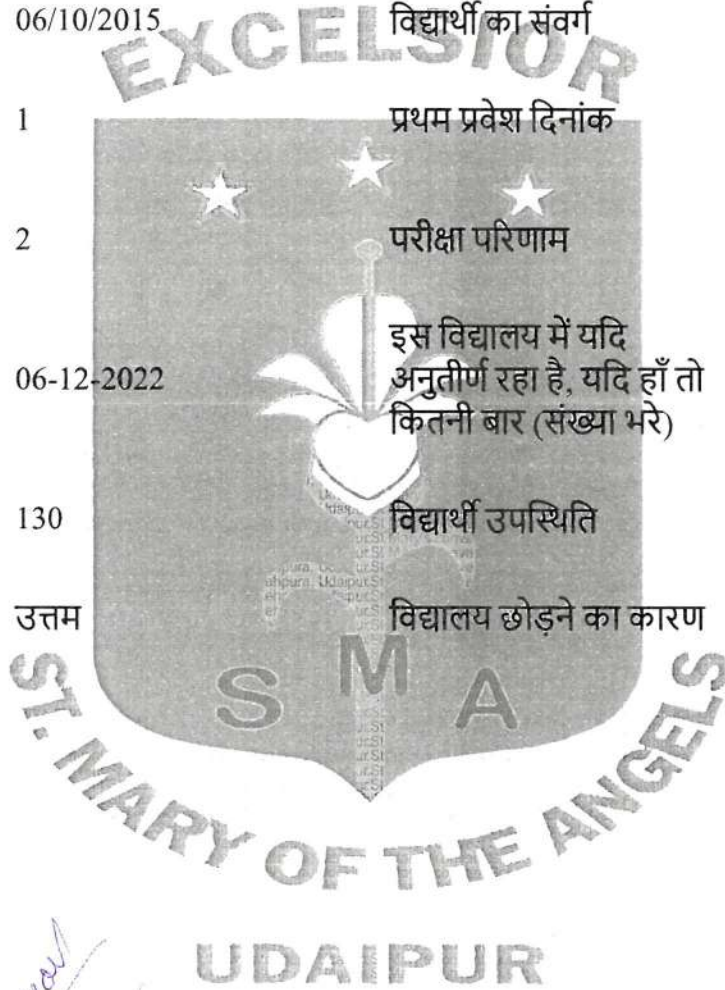 06/10/2015 विद्यार्थी का संवर्ग
EXCELSIOR
1 प्रथम प्रवेश दिनांक
2 परीक्षा परिणाम
इस विद्यालय में यदि
06-12-2022 अनुतीर्ण रहा है, यदि हाँ तो
कितनी बार (संख्या भरे)
130 विद्यार्थी उपस्थिति
उत्तम विद्यालय छोड़ने का कारण
S M A
ST. MARY OF THE ANGELS
UDAIPUR